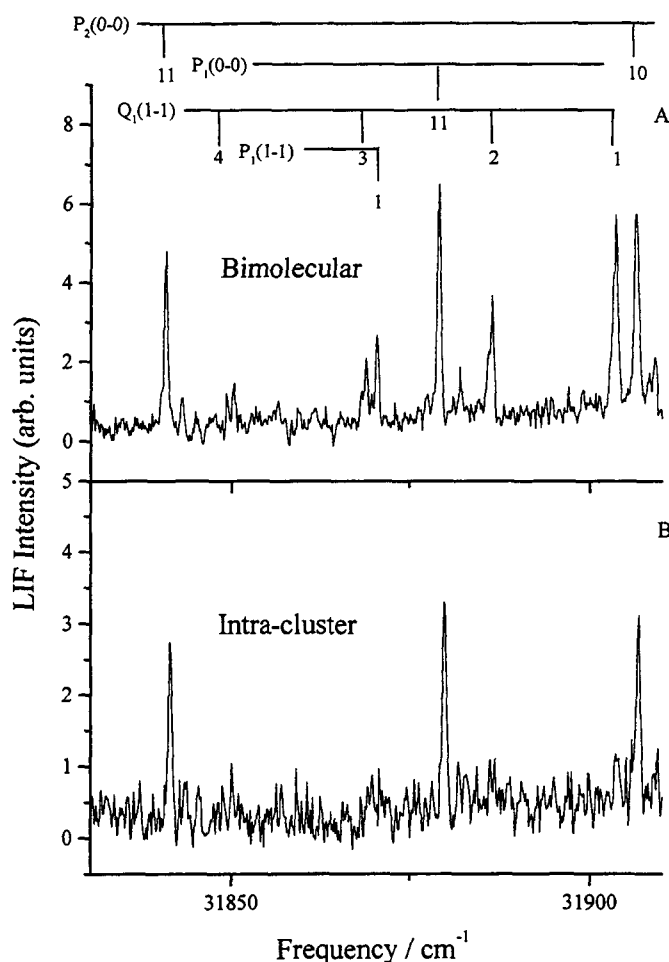 P₂(0-0)
11
10
P₁(0-0)
11
Q₁(1-1)
4
3
2
1
P₁(1-1)
1
A
8
6
4
2
0
Bimolecular
LIF Intensity (arb. units)
5
4
3
2
1
0
B
Intra-cluster
31850
31900
Frequency / cm⁻¹